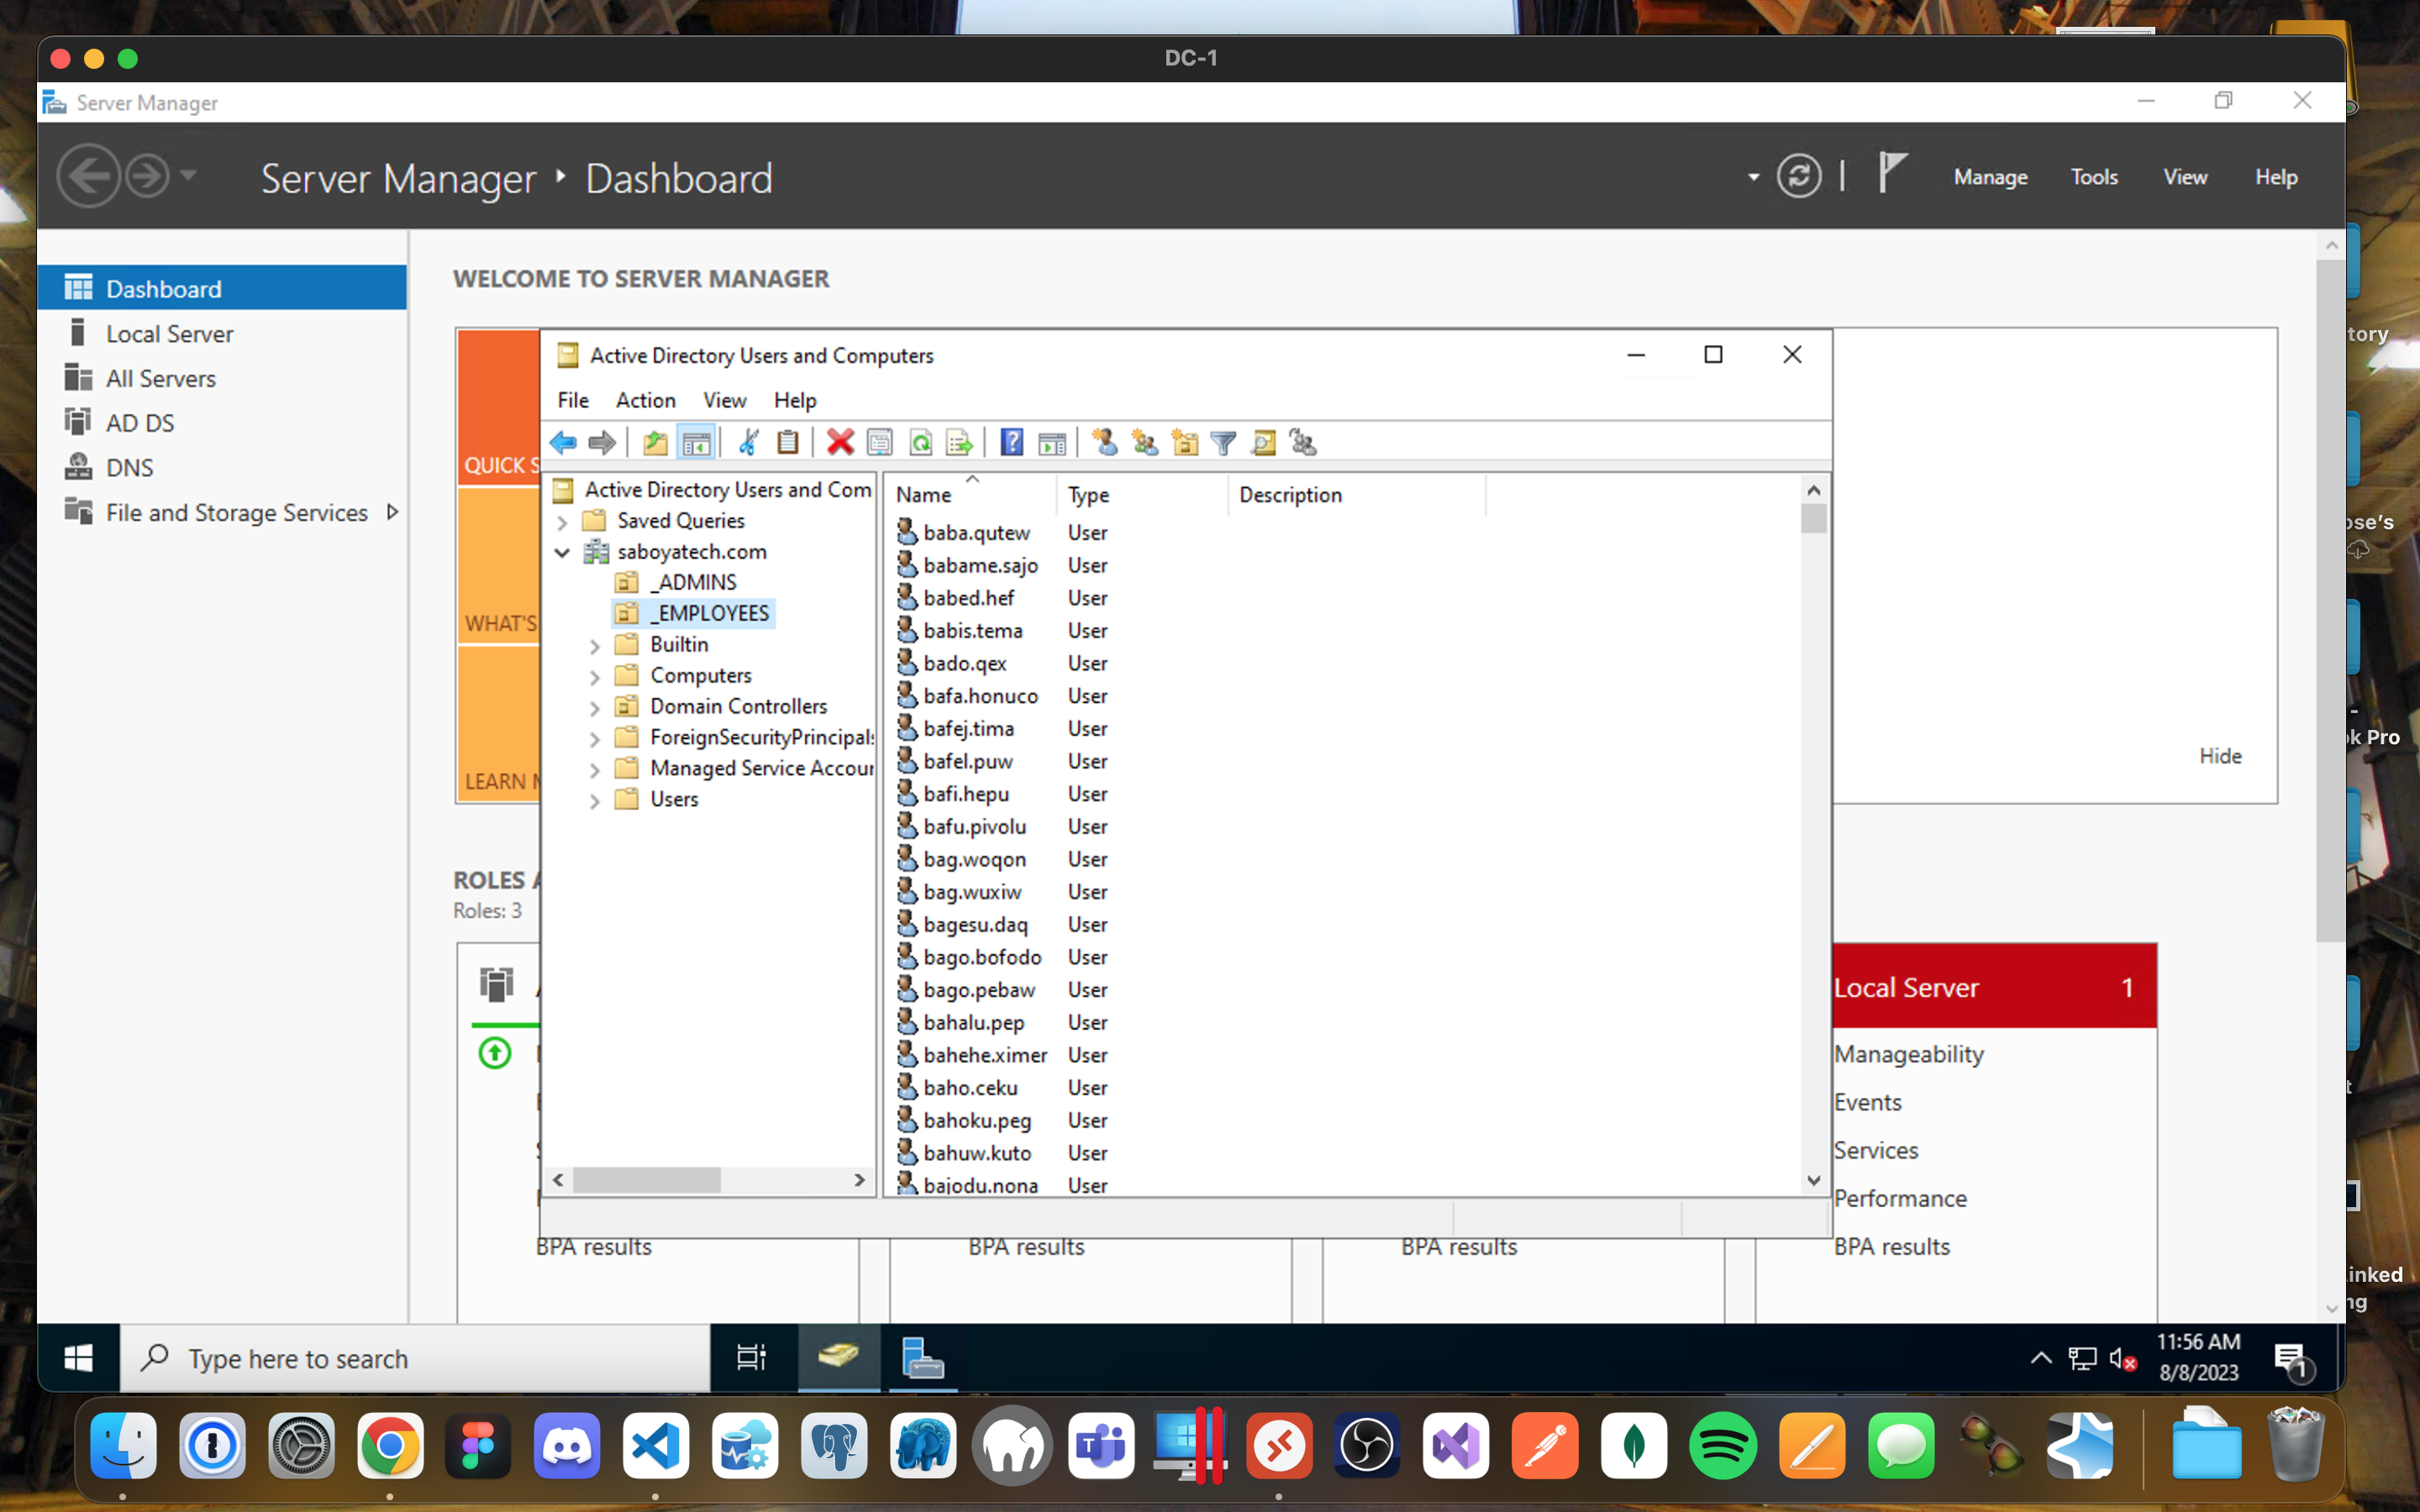 DC-1
Server Manager
Server Manager
Dashboard
Manage
Tools
View
Help
Dashboard
Local Server
All Servers
AD DS
DNS
File and Storage Services
WELCOME TO SERVER MANAGER
QUICK S
WHAT'S
LEARN
Hide
Active Directory Users and Computers
File
Action
View
Help
Active Directory Users and Com
Saved Queries
saboyatech.com
_ADMINS
_EMPLOYEES
Builtin
Computers
Domain Controllers
ForeignSecurityPrincipals
Managed Service Accour
Users
Name
Type
Description
baba.qutew User
babame.sajo User
babed.hef User
babis.tema User
bado.qex User
bafa.honuco User
bafej.tima User
bafel.puw User
bafi.hepu User
bafu.pivolu User
bag.woqon User
bag.wuxiw User
bagesu.daq User
bago.bofodo User
bago.pebaw User
bahalu.pep User
bahehe.ximer User
baho.ceku User
bahoku.peg User
bahuw.kuto User
bajodu.nona User
ROLES
Roles: 3
Local Server 1
Manageability
Events
Services
Performance
BPA results
BPA results
BPA results
BPA results
Type here to search
11:56 AM
8/8/2023
1
tory
ose's
k Pro
inked
ng